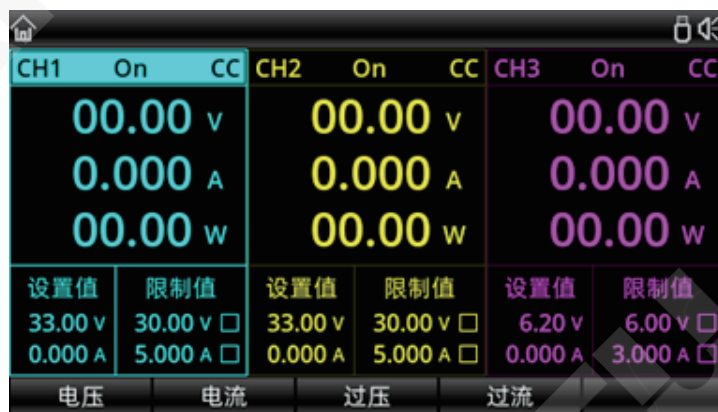 CH1 On CC CH2 On CC CH3 On CC
00.00 V 00.00 V 00.00 V
0.000 A 0.000 A 0.000 A
00.00 W 00.00 W 00.00 W
设置值 限制值 设置值 限制值 设置值 限制值
33.00 V 30.00 V □ 33.00 V 30.00 V □ 6.20 V 6.00 V □
0.000 A 5.000 A □ 0.000 A 5.000 A □ 0.000 A 3.000 A □
电压 电流 过压 过流